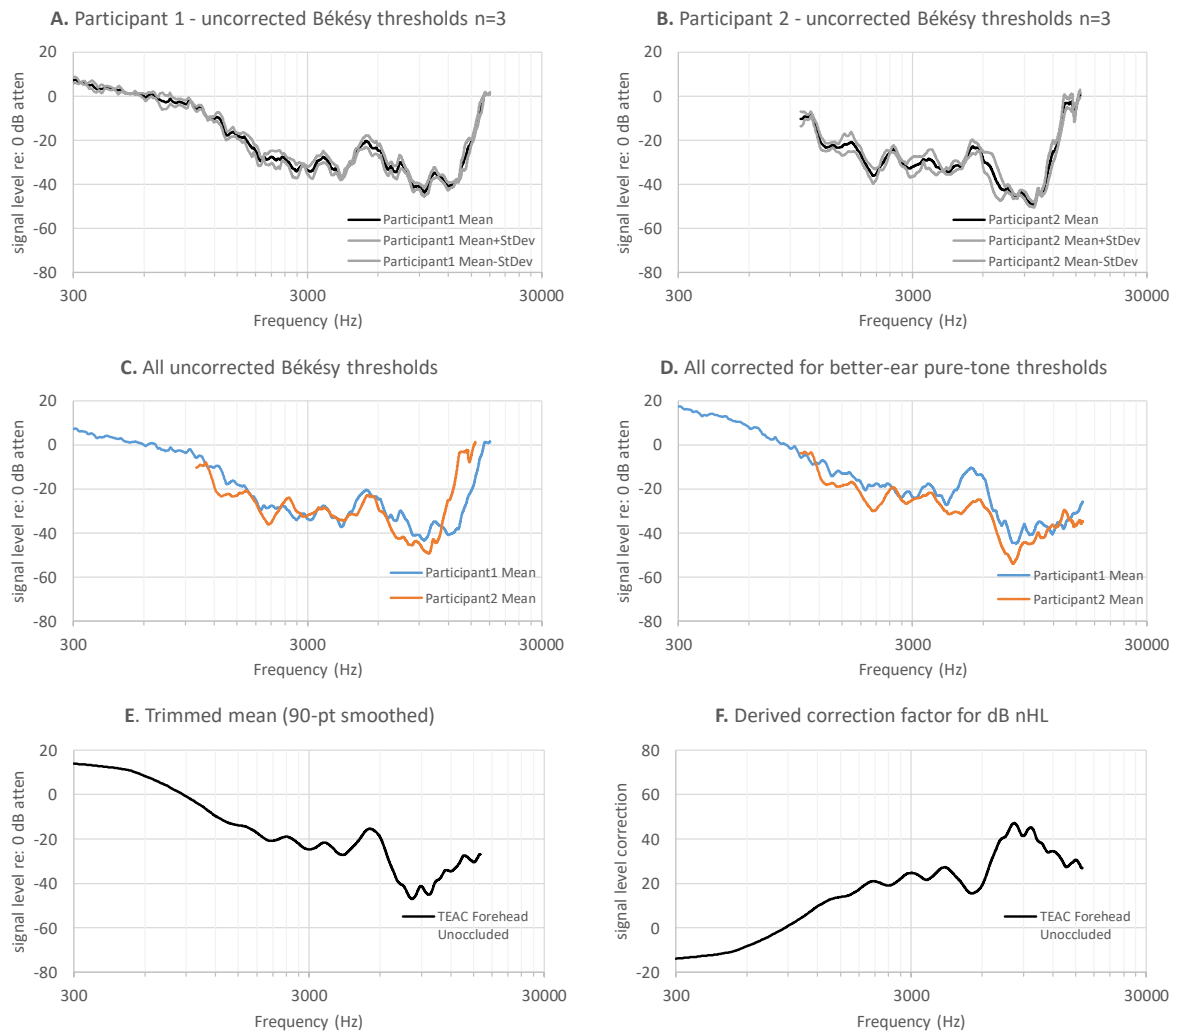 A. Participant 1 - uncorrected Békésy thresholds n=3
signal level re: 0 dB atten
20
0
-20
-40
-60
-80
Participant1 Mean
Participant1 Mean+StDev
Participant1 Mean-StDev
300
3000
30000
Frequency (Hz)
B. Participant 2 - uncorrected Békésy thresholds n=3
signal level re: 0 dB atten
20
0
-20
-40
-60
-80
Participant2 Mean
Participant2 Mean+StDev
Participant2 Mean-StDev
300
3000
30000
Frequency (Hz)
C. All uncorrected Békésy thresholds
signal level re: 0 dB atten
20
0
-20
-40
-60
-80
Participant1 Mean
Participant2 Mean
300
3000
30000
Frequency (Hz)
D. All corrected for better-ear pure-tone thresholds
signal level re: 0 dB atten
20
0
-20
-40
-60
-80
Participant1 Mean
Participant2 Mean
300
3000
30000
Frequency (Hz)
E. Trimmed mean (90-pt smoothed)
signal level re: 0 dB atten
20
0
-20
-40
-60
-80
TEAC Forehead
Unoccluded
300
3000
30000
Frequency (Hz)
F. Derived correction factor for dB nHL
signal level correction
80
60
40
20
0
-20
TEAC Forehead
Unoccluded
300
3000
30000
Frequency (Hz)